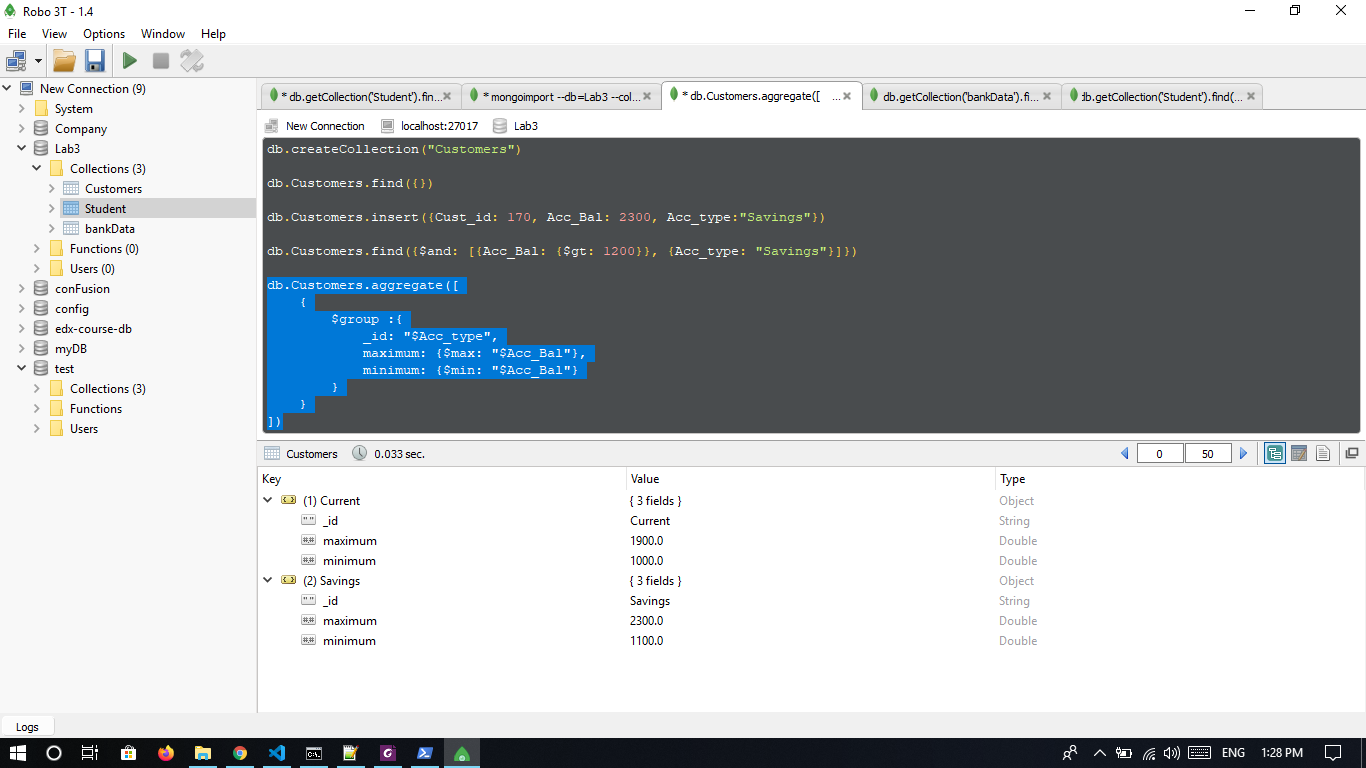 Robo 3T - 1.4
File View Options Window Help
New Connection (9)
System
Company
Lab3
Collections (3)
Customers
Student
bankData
Functions (0)
Users (0)
conFusion
config
edx-course-db
myDB
test
Collections (3)
Functions
Users
* db.getCollection('Student').fin... * mongoimport --db=Lab3 --col... * db.Customers.aggregate([ ... db.getCollection('bankData').fi... db.getCollection('Student').find(...
New Connection localhost:27017 Lab3
db.createCollection("Customers")
db.Customers.find({})
db.Customers.insert({Cust_id: 170, Acc_Bal: 2300, Acc_type:"Savings"})
db.Customers.find({$and: [{Acc_Bal: {$gt: 1200}}, {Acc_type: "Savings"}]})
db.Customers.aggregate([
{
$group :{
_id: "$Acc_type",
maximum: {$max: "$Acc_Bal"},
minimum: {$min: "$Acc_Bal"}
}
}
])
Customers 0.033 sec. 0 50
Key Value Type
(1) Current { 3 fields } Object
_id Current String
maximum 1900.0 Double
minimum 1000.0 Double
(2) Savings { 3 fields } Object
_id Savings String
maximum 2300.0 Double
minimum 1100.0 Double
Logs
ENG 1:28 PM